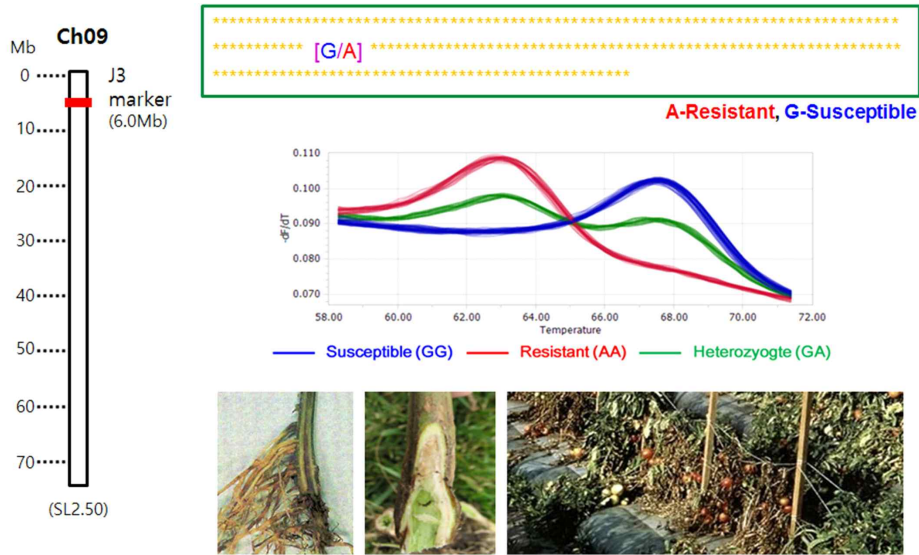 Ch09
Mb
0
10
20
30
40
50
60
70
J3
marker
(6.0Mb)
(SL2.50)
[G/A]
A-Resistant, G-Susceptible
0.110
0.100
0.090
0.080
0.070
-dF/dT
58.00 60.00 62.00 64.00 66.00 68.00 70.00 72.00
Temperature
Susceptible (GG) Resistant (AA) Heterozyogte (GA)